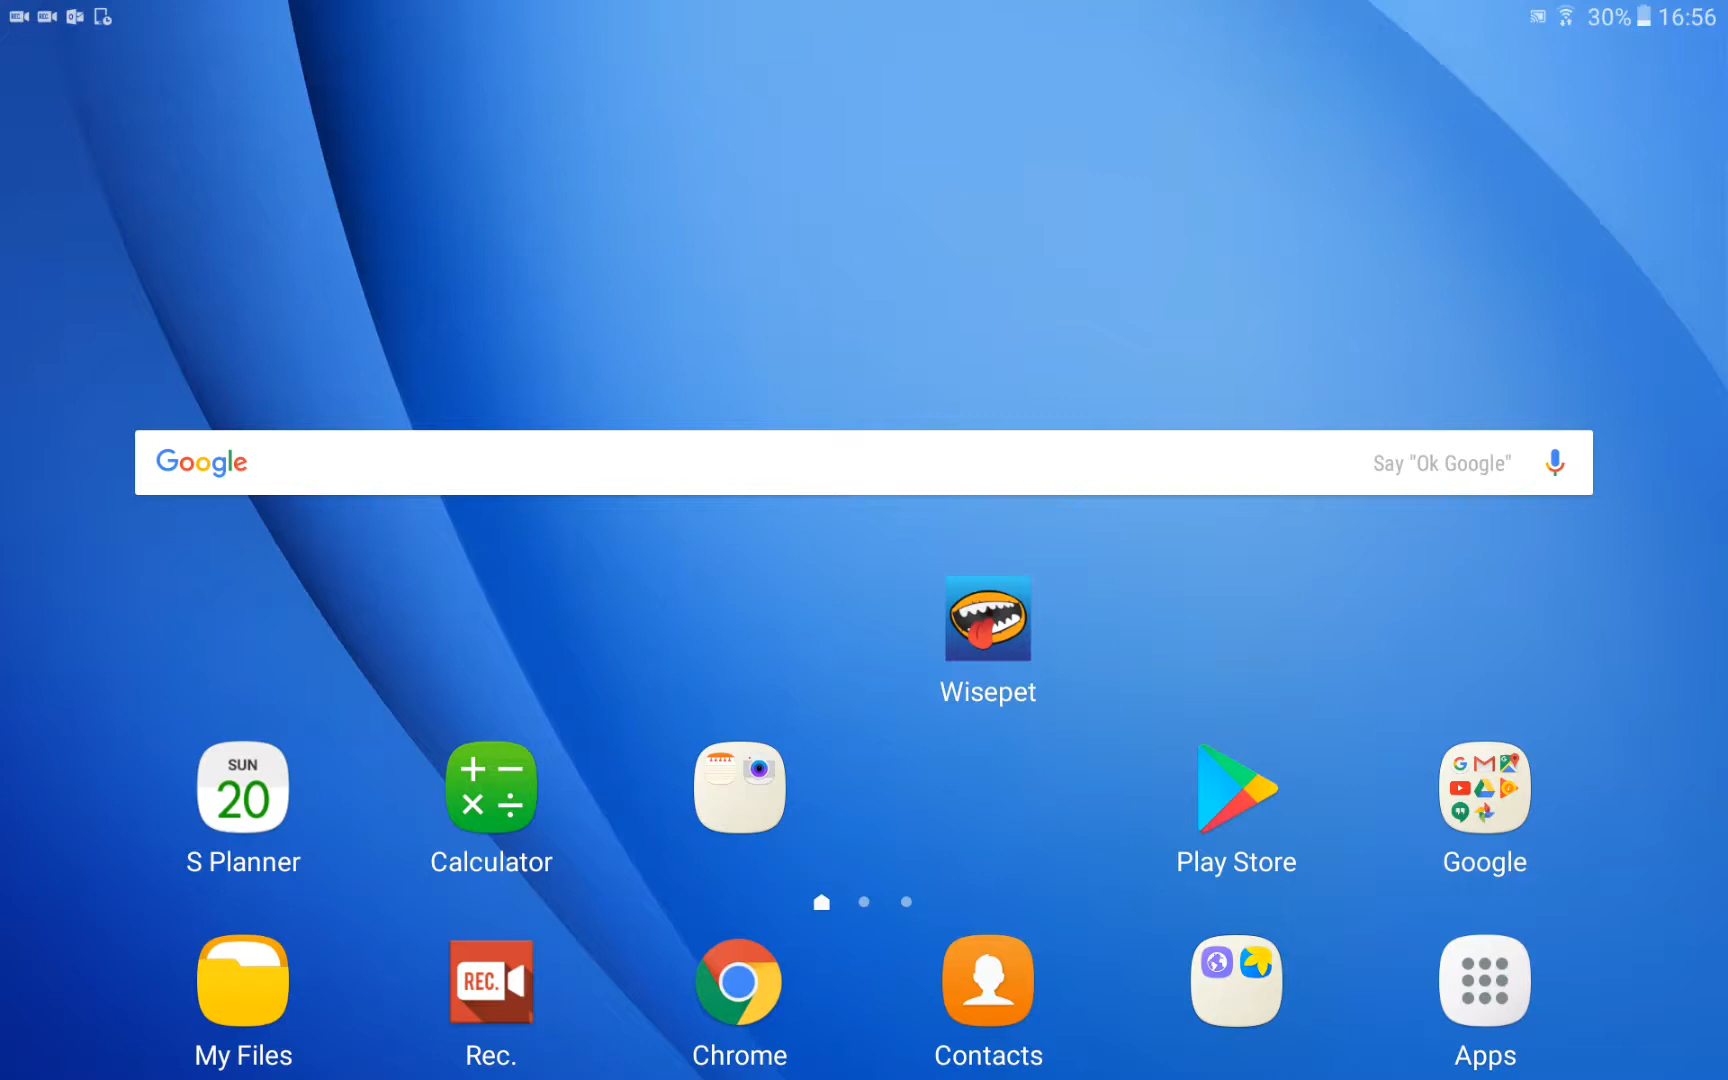 30% 16:56
Google Say "Ok Google"
Wisepet
SUN
20
S Planner Calculator Play Store Google
REC.
My Files Rec. Chrome Contacts Apps